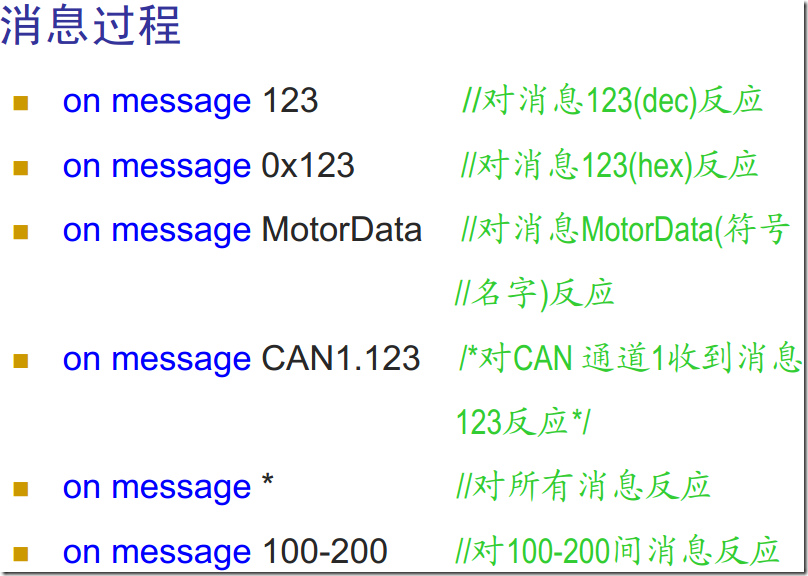 消息过程
on message 123 //对消息123(dec)反应
on message 0x123 //对消息123(hex)反应
on message MotorData //对消息MotorData(符号
//名字)反应
on message CAN1.123 /*对CAN 通道1收到消息
123反应*/
on message * //对所有消息反应
on message 100-200 //对100-200间消息反应